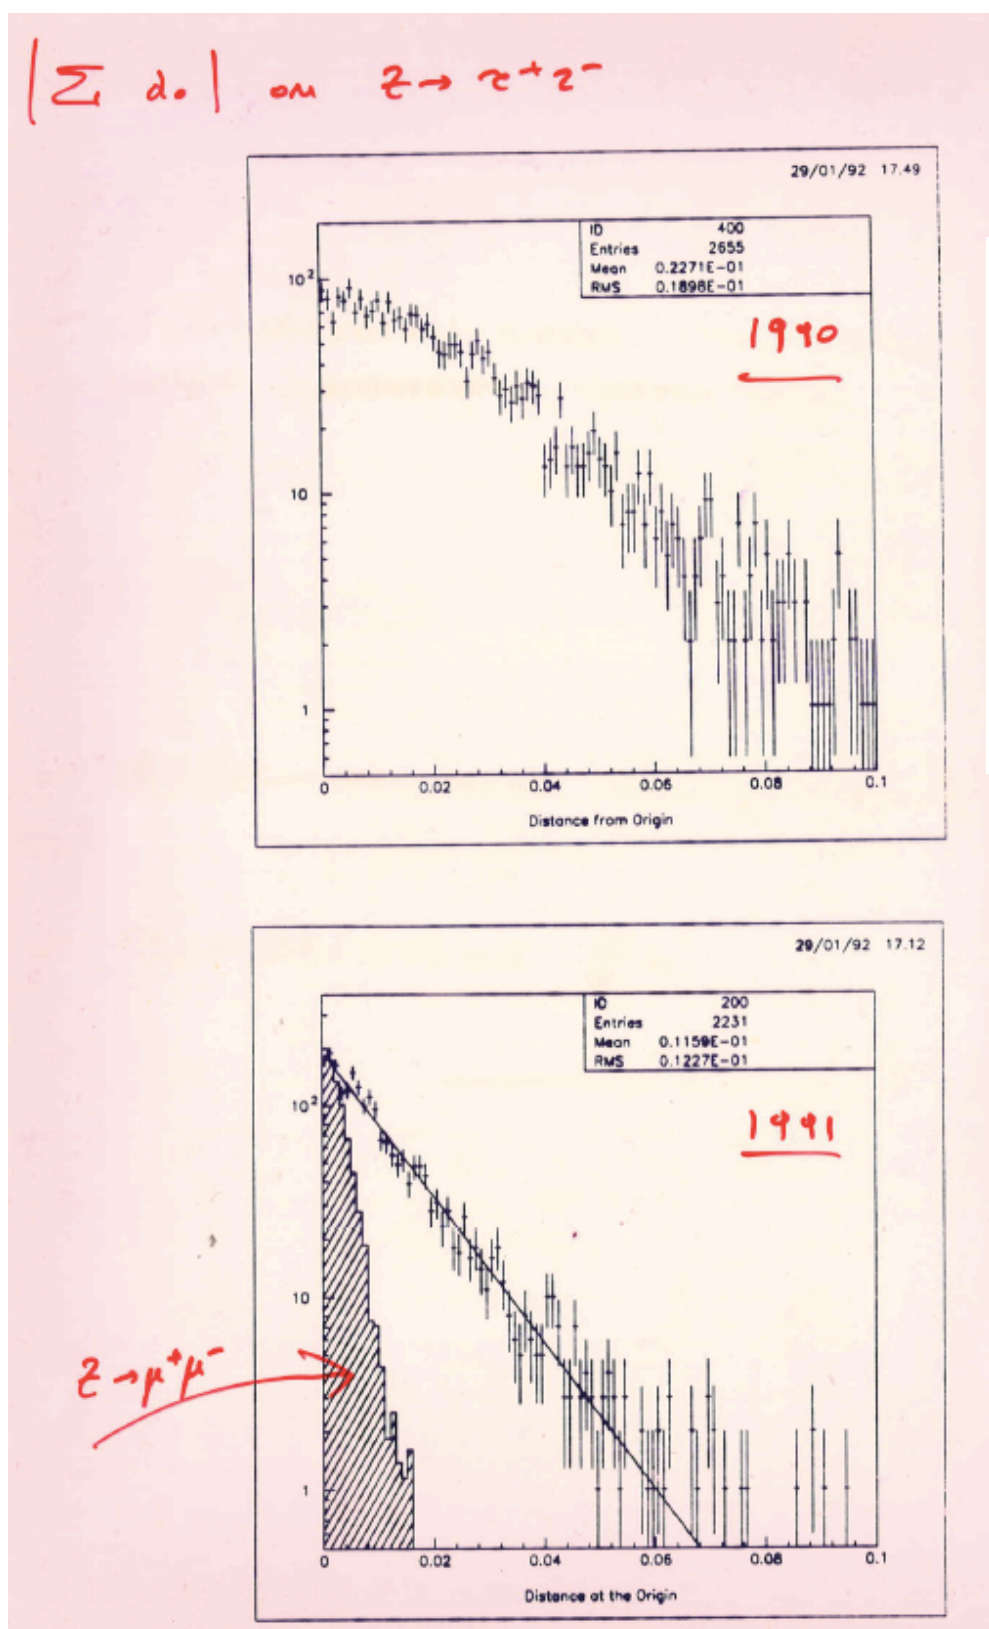 |Σ d₀| on Z → τ⁺τ⁻
29/01/92 17.49
ID 400
Entries 2655
Mean 0.2271E-01
RMS 0.1898E-01
1990
10²
10
1
0 0.02 0.04 0.06 0.08 0.1
Distance from Origin
29/01/92 17.12
ID 200
Entries 2231
Mean 0.1159E-01
RMS 0.1227E-01
1991
10²
10
Z → μ⁺μ⁻
1
0 0.02 0.04 0.06 0.08 0.1
Distance at the Origin